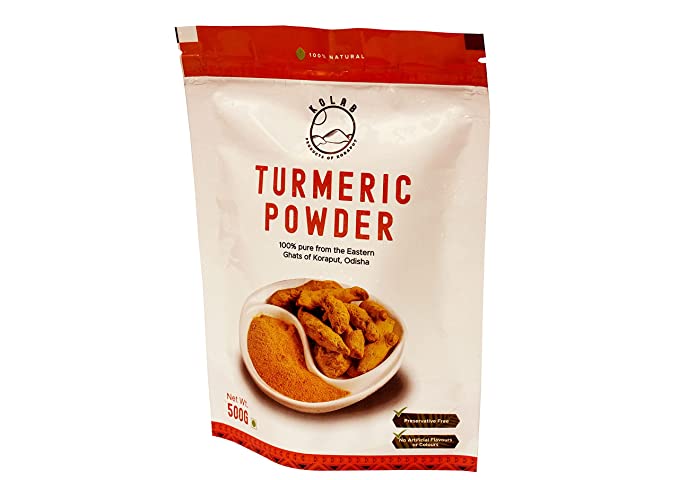 100% NATURAL
KOLAB
PRODUCTS OF KORAPUT
TURMERIC
POWDER
100% pure from the Eastern
Ghats of Koraput, Odisha
Net Wt.
500G
Preservative Free
No Artificial Flavours
or Colours